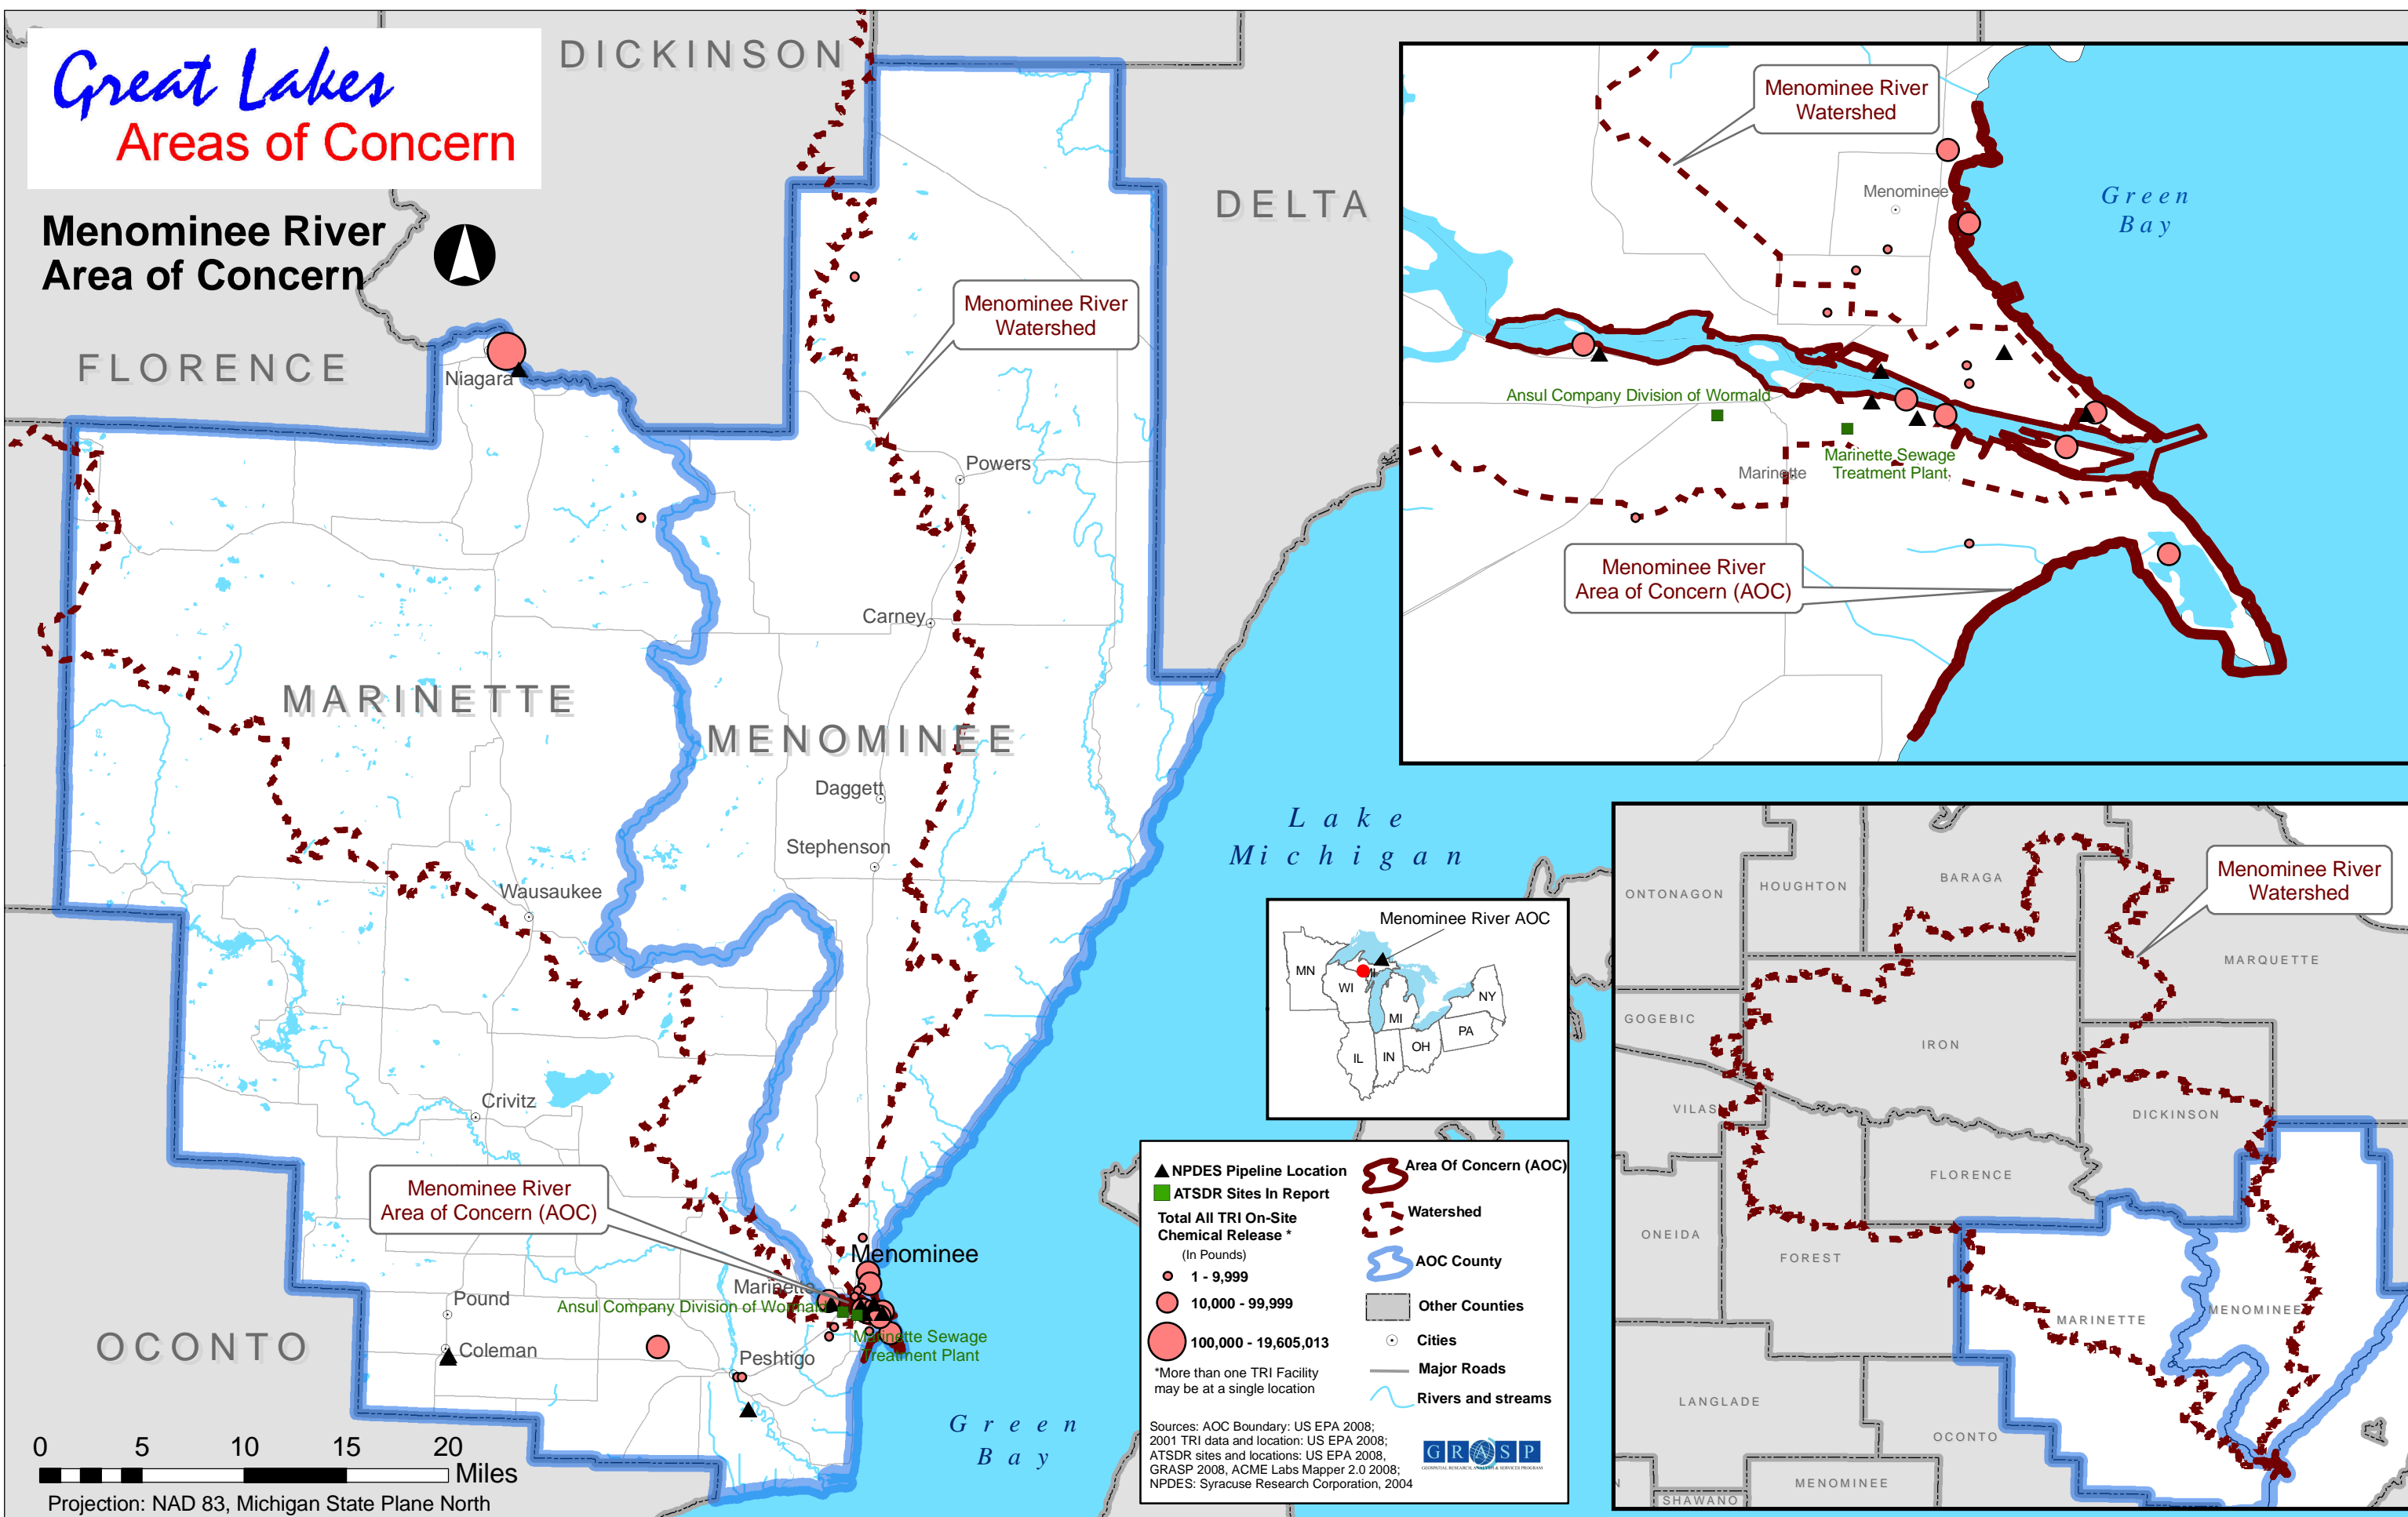 Great Lakes
Areas of Concern
Menominee River
Area of Concern
DICKINSON
DELTA
FLORENCE
Niagara
Menominee River
Watershed
Powers
Carney
MARINETTE
MENOMINEE
Daggett
Stephenson
Wausaukee
Crivitz
Menominee River
Area of Concern (AOC)
Menominee
Marinette
Ansul Company Division of Wormald
Marinette Sewage
Treatment Plant
Pound
Coleman
Peshtigo
OCONTO
Lake
Michigan
Green
Bay
0 5 10 15 20
Miles
Projection: NAD 83, Michigan State Plane North
Menominee River
Watershed
Menominee
Green
Bay
Ansul Company Division of Wormald
Marinette Sewage
Treatment Plant
Marinette
Menominee River
Area of Concern (AOC)
Menominee River AOC
MN
WI
MI
MI
NY
PA
IL
IN
OH
NPDES Pipeline Location
ATSDR Sites In Report
Total All TRI On-Site
Chemical Release *
(In Pounds)
1 - 9,999
10,000 - 99,999
100,000 - 19,605,013
*More than one TRI Facility
may be at a single location
Area Of Concern (AOC)
Watershed
AOC County
Other Counties
Cities
Major Roads
Rivers and streams
Sources: AOC Boundary: US EPA 2008;
2001 TRI data and location: US EPA 2008;
ATSDR sites and locations: US EPA 2008,
GRASP 2008, ACME Labs Mapper 2.0 2008;
NPDES: Syracuse Research Corporation, 2004
GRASP
GEOSPATIAL RESEARCH, ANALYSIS & SERVICES PROGRAM
ONTONAGON
HOUGHTON
BARAGA
Menominee River
Watershed
MARQUETTE
GOGEBIC
IRON
VILAS
DICKINSON
FLORENCE
ONEIDA
FOREST
MARINETTE
MENOMINEE
LANGLADE
OCONTO
MENOMINEE
SHAWANO
N